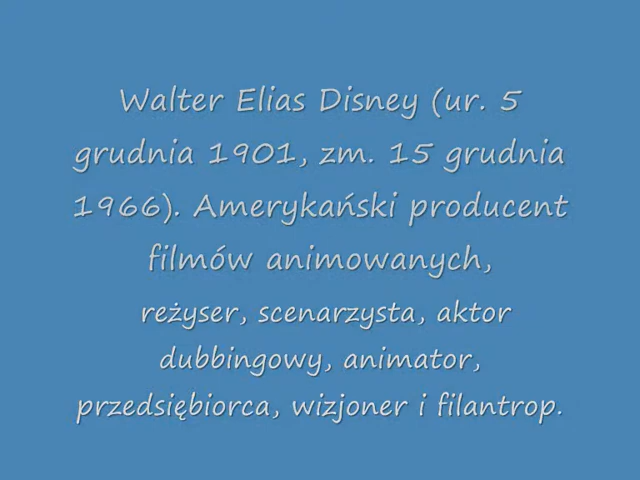 Walter Elias Disney (ur. 5
grudnia 1901, zm. 15 grudnia
1966). Amerykański producent
filmów animowanych,
reżyser, scenarzysta, aktor
dubbingowy, animator,
przedsiębiorca, wizjoner i filantrop.